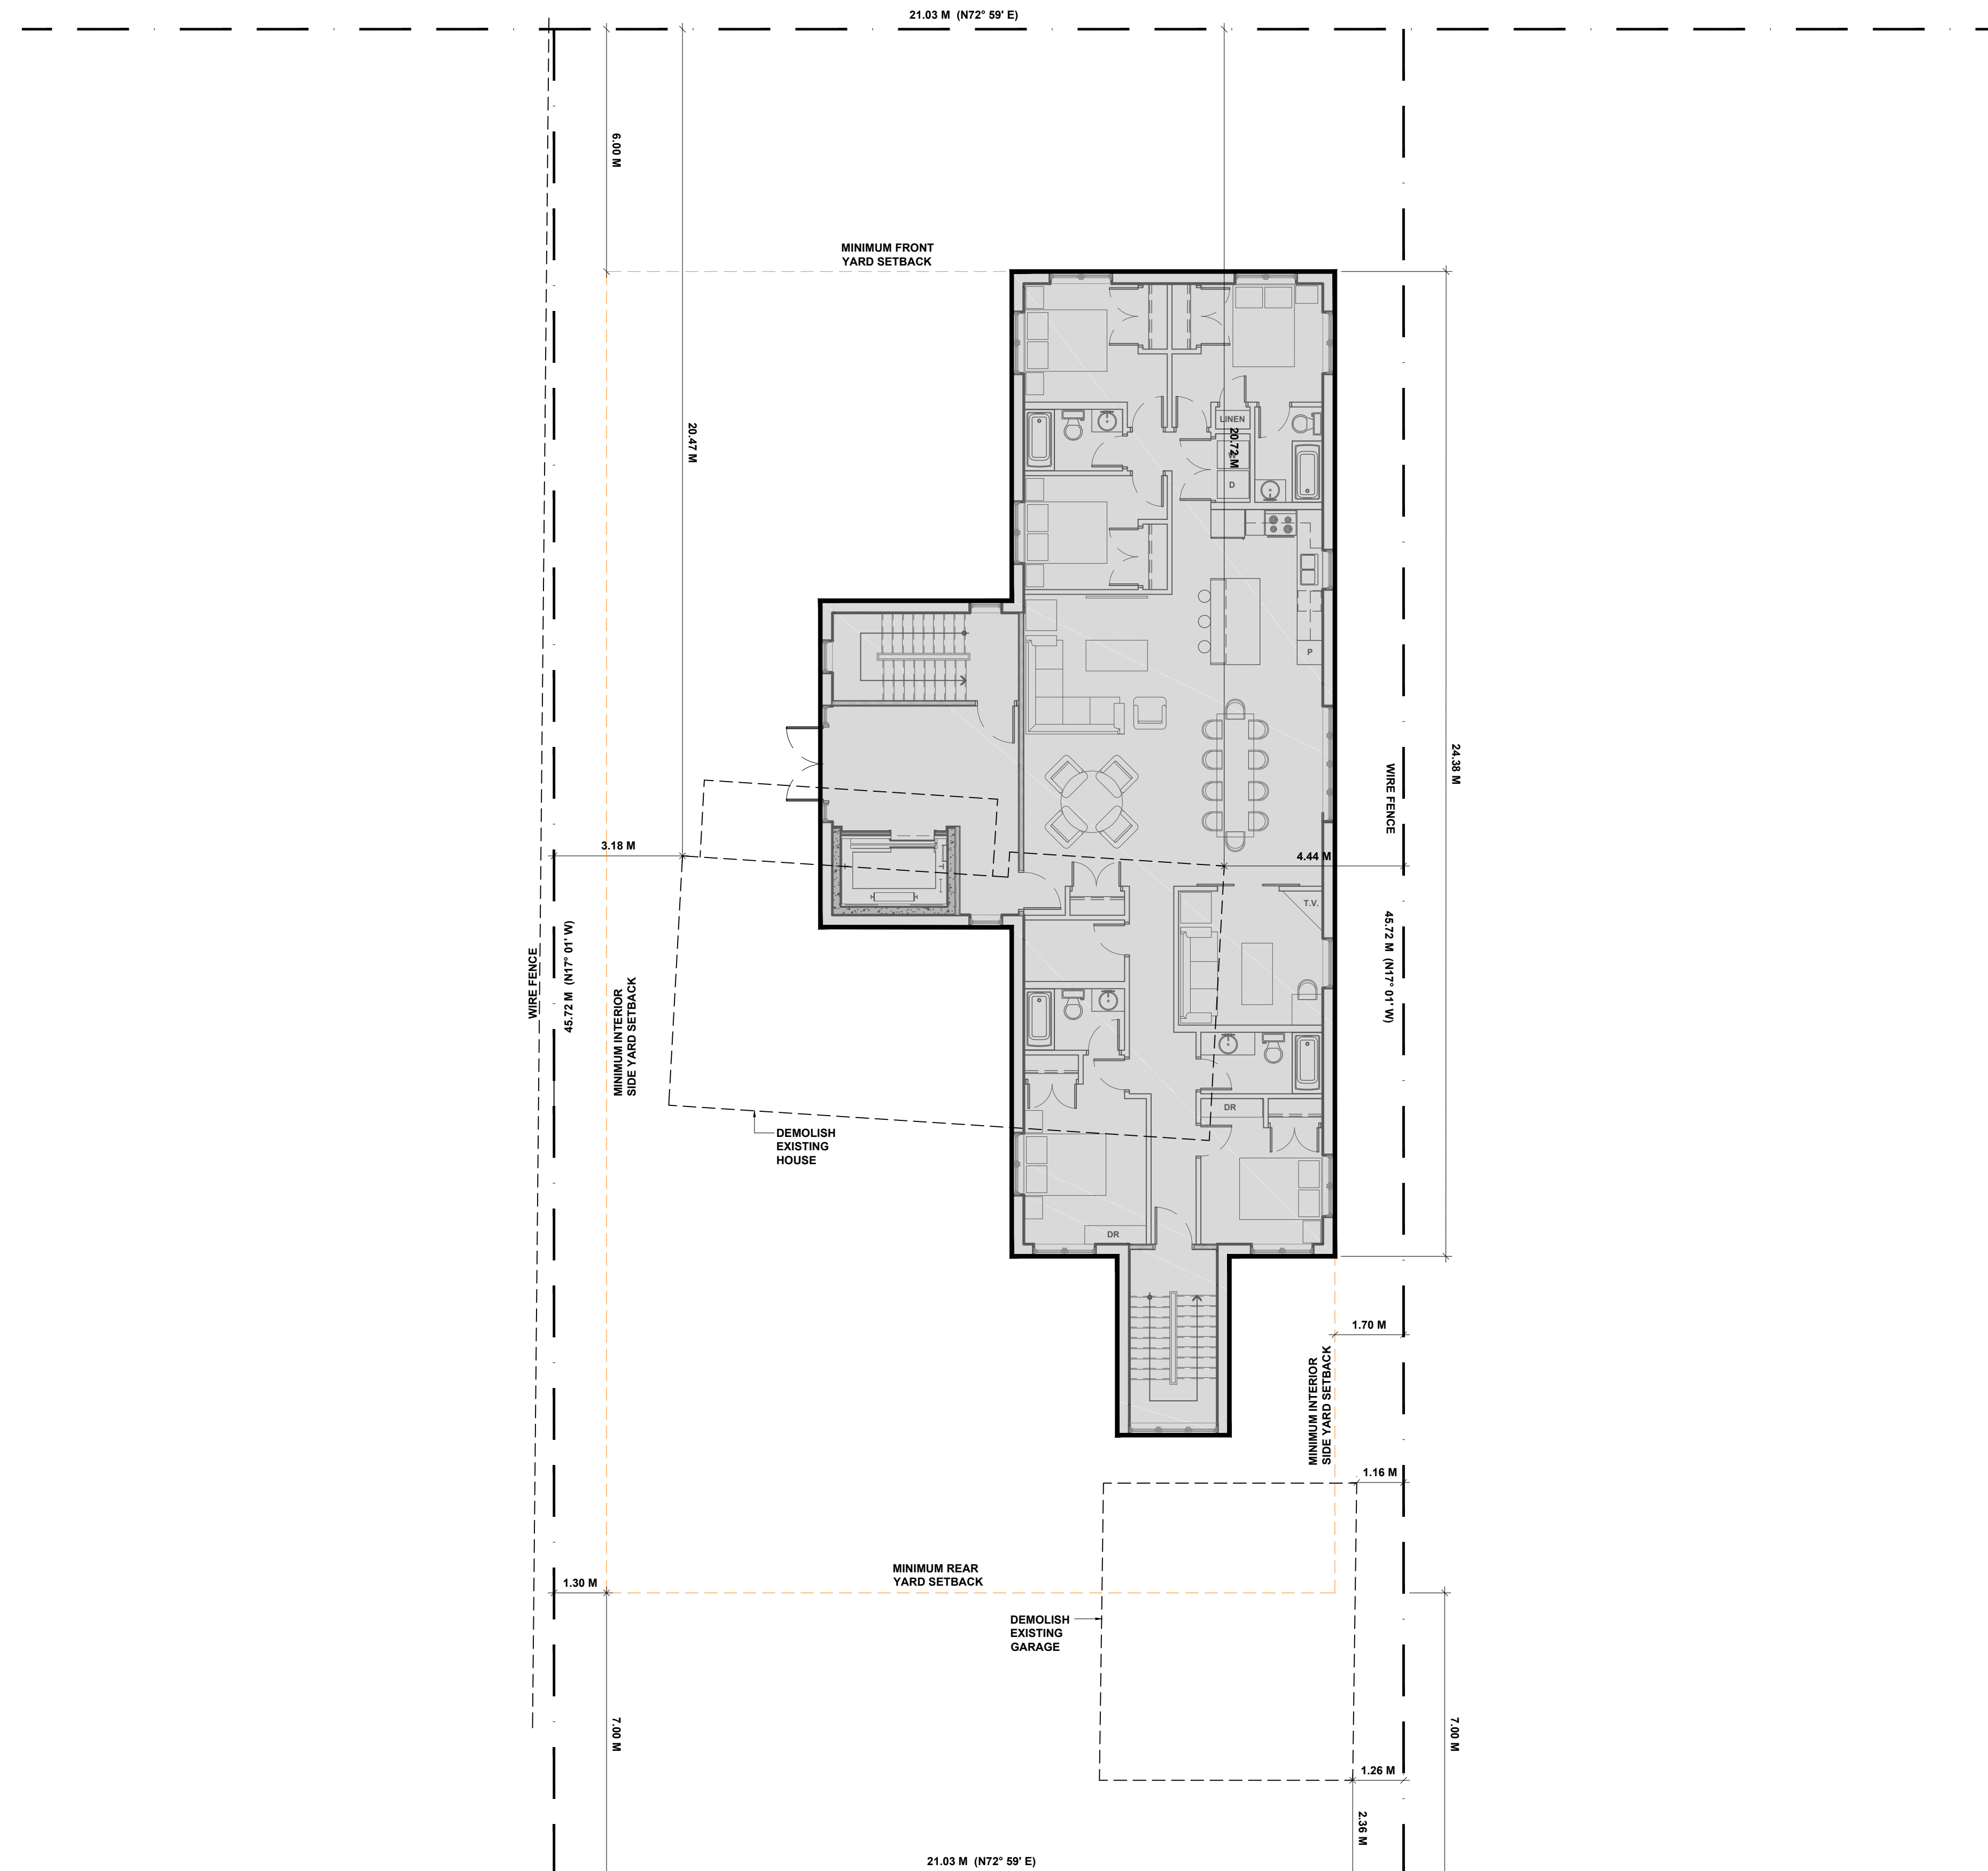 21.03 M (N72° 59' E)
6.00 M
MINIMUM FRONT
YARD SETBACK
20.47 M
LINEN
20.72 M
D
P
24.38 M
WIRE FENCE
3.18 M
4.44 M
T.V.
WIRE FENCE
45.72 M (N17° 01' W)
MINIMUM INTERIOR
SIDE YARD SETBACK
45.72 M (N17° 01' W)
DR
DEMOLISH
EXISTING
HOUSE
DR
1.70 M
MINIMUM INTERIOR
SIDE YARD SETBACK
1.16 M
MINIMUM REAR
YARD SETBACK
1.30 M
DEMOLISH
EXISTING
GARAGE
7.00 M
7.00 M
1.26 M
2.36 M
21.03 M (N72° 59' E)